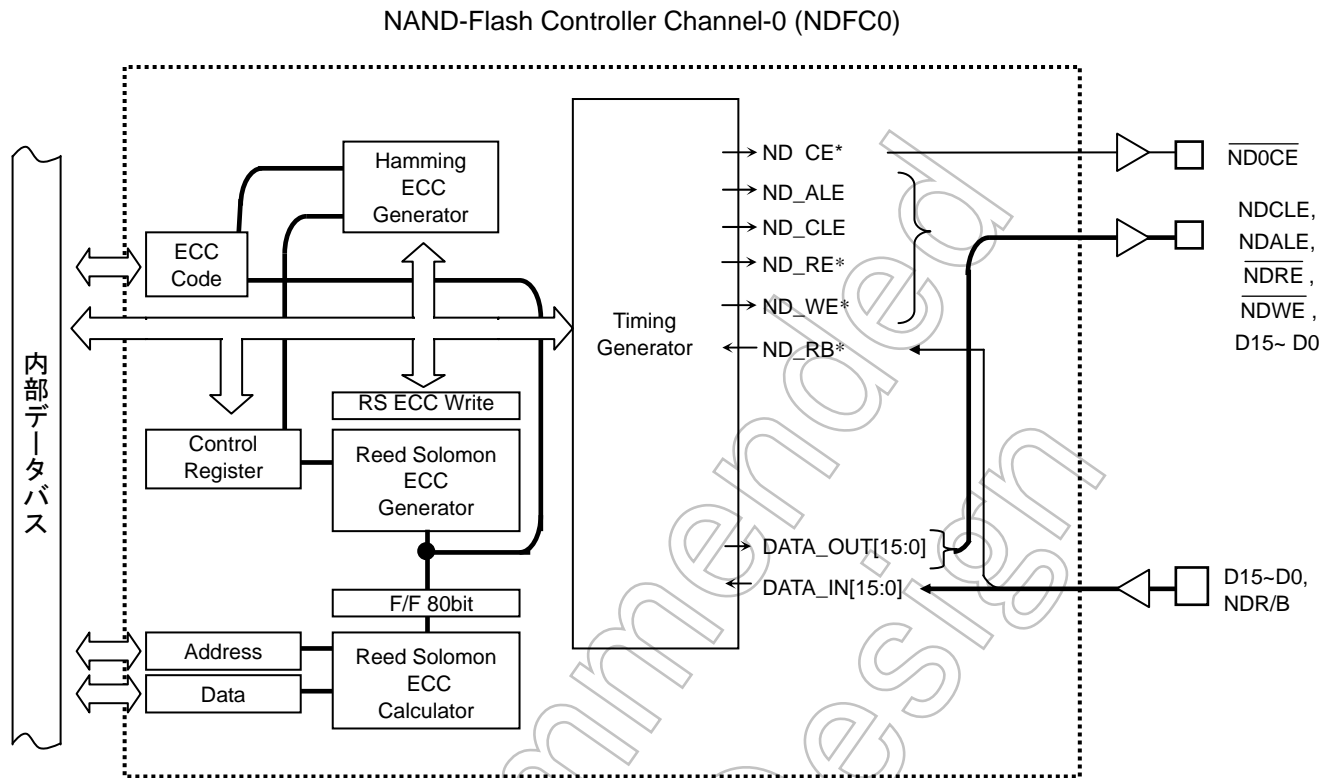 NAND-Flash Controller Channel-0 (NDFC0)
内部データバス
Hamming
ECC
Generator
ECC
Code
RS ECC Write
Control
Register
Reed Solomon
ECC
Generator
F/F 80bit
Address
Data
Reed Solomon
ECC
Calculator
Timing
Generator
ND CE*
ND_ALE
ND_CLE
ND_RE*
ND_WE*
ND_RB*
DATA_OUT[15:0]
DATA_IN[15:0]
ND0CE
NDCLE,
NDALE,
NDRE ,
NDWE ,
D15~ D0
D15~D0,
NDR/B
mmended
Design